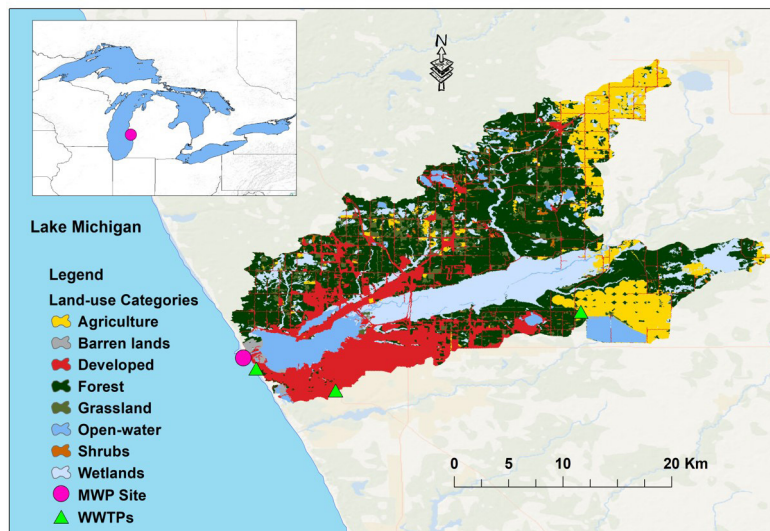 N
Lake Michigan
Legend
Land-use Categories
Agriculture
Barren lands
Developed
Forest
Grassland
Open-water
Shrubs
Wetlands
MWP Site
WWTPs
0 5 10 20 Km